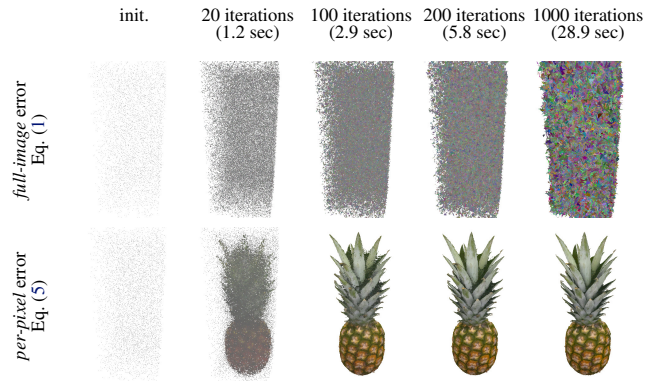 init.
20 iterations
(1.2 sec)
100 iterations
(2.9 sec)
200 iterations
(5.8 sec)
1000 iterations
(28.9 sec)
full-image error
Eq. (1)
per-pixel error
Eq. (5)